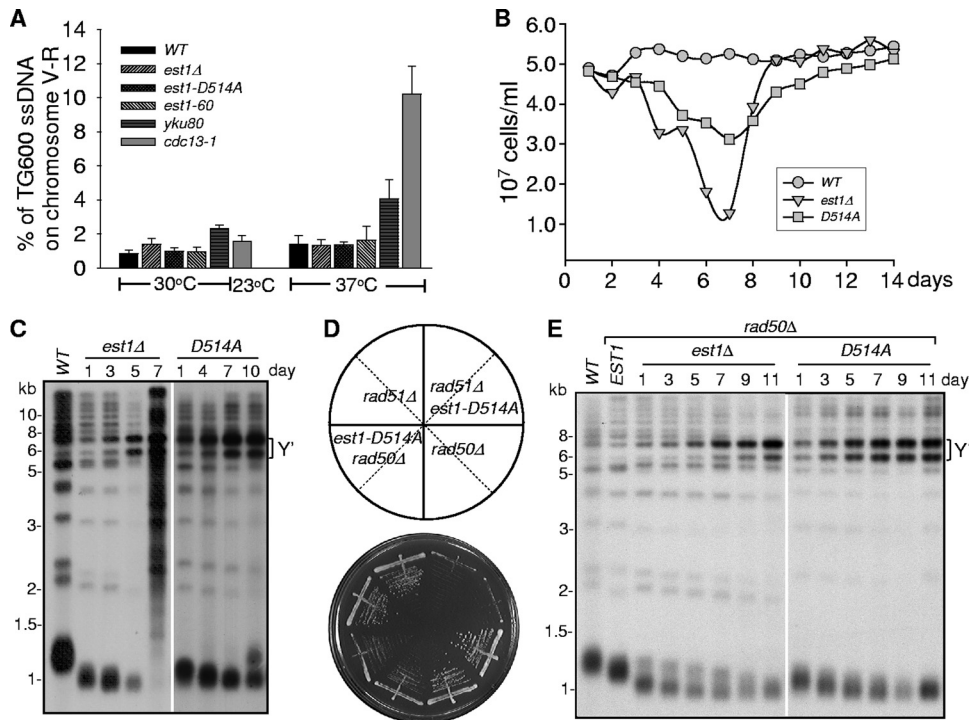 A
% of TG600 ssDNA
on chromosome V-R
14
12
10
8
6
4
2
0
WT
est1Δ
est1-D514A
est1-60
yku80
cdc13-1
30°C
23°C
37°C
B
10⁷ cells/ml
6.0
5.0
4.0
3.0
2.0
1.0
0 2 4 6 8 10 12 14 days
WT
est1Δ
D514A
C
WT est1Δ D514A
1 3 5 7 1 4 7 10 day
kb
10-
8-
6-
5-
3-
2-
1.5-
1-
Y'
D
rad51Δ
rad51Δ
est1-D514A
est1-D514A
rad50Δ
rad50Δ
E
rad50Δ
WT EST1 est1Δ D514A
1 3 5 7 9 11 1 3 5 7 9 11 day
kb
8-
6-
5-
3-
2-
1.5-
1-
Y'